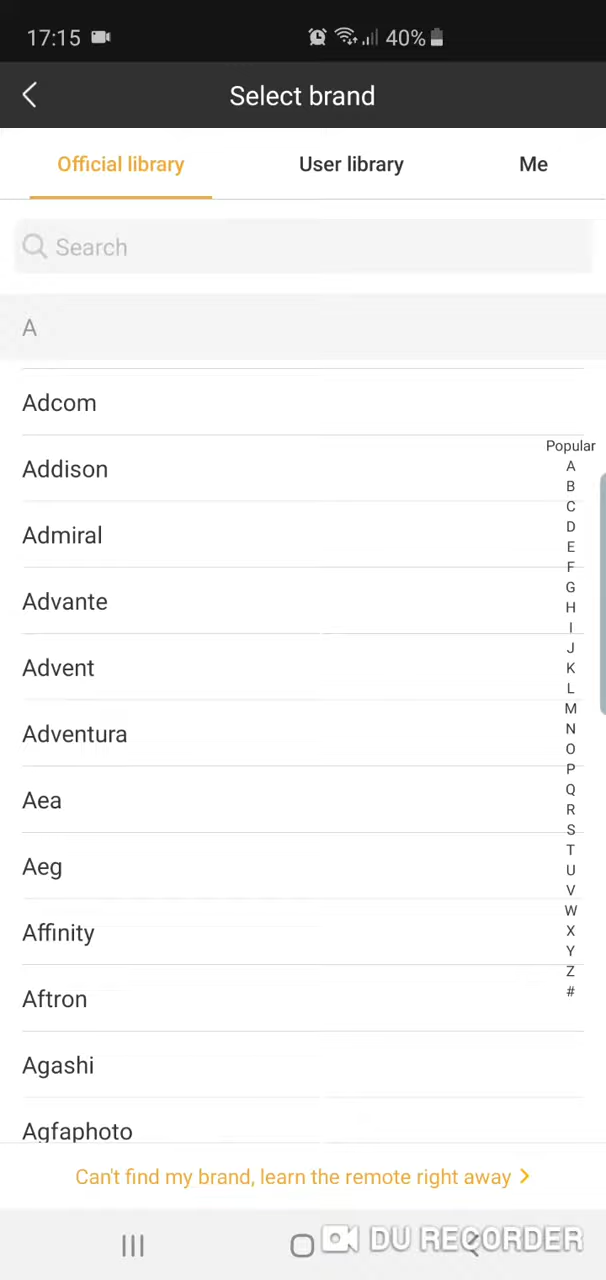 17:15
40%
Select brand
Official library
User library
Me
Search
A
Adcom
Addison
Admiral
Advante
Advent
Adventura
Aea
Aeg
Affinity
Aftron
Agashi
Agfaphoto
Popular
A
B
C
D
E
F
G
H
I
J
K
L
M
N
O
P
Q
R
S
T
U
V
W
X
Y
Z
#
Can't find my brand, learn the remote right away
DU RECORDER